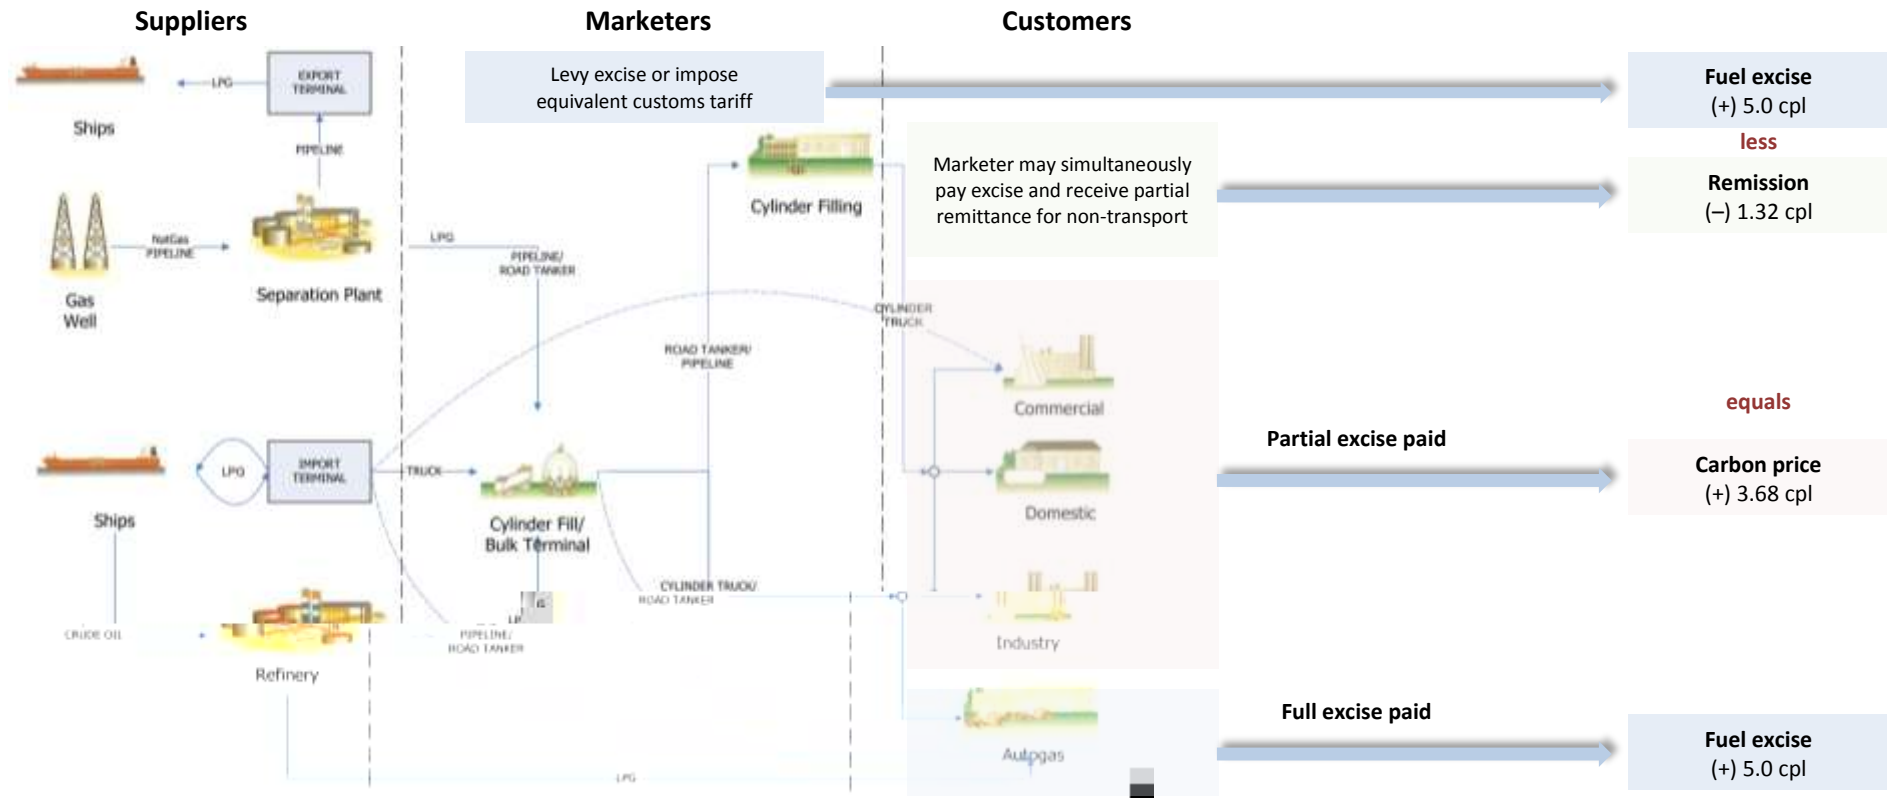 Suppliers
Marketers
Customers
LPG
EXPORT
TERMINAL
Ships
PIPELINE
NatGas
PIPELINE
Gas
Well
Separation Plant
LPG
PIPELINE/
ROAD TANKER
Levy excise or impose
equivalent customs tariff
Cylinder Filling
Marketer may simultaneously
pay excise and receive partial
remittance for non-transport
Fuel excise
(+) 5.0 cpl
less
Remission
(–) 1.32 cpl
CYLINDER
TRUCK
ROAD TANKER/
PIPELINE
Commercial
equals
Partial excise paid
Carbon price
(+) 3.68 cpl
LPG
IMPORT
TERMINAL
TRUCK
Ships
Cylinder Fill/
Bulk Terminal
Domestic
CYLINDER TRUCK/
ROAD TANKER
CRUDE OIL
Refinery
PIPELINE/
ROAD TANKER
Industry
Full excise paid
Autogas
Fuel excise
(+) 5.0 cpl
LPG